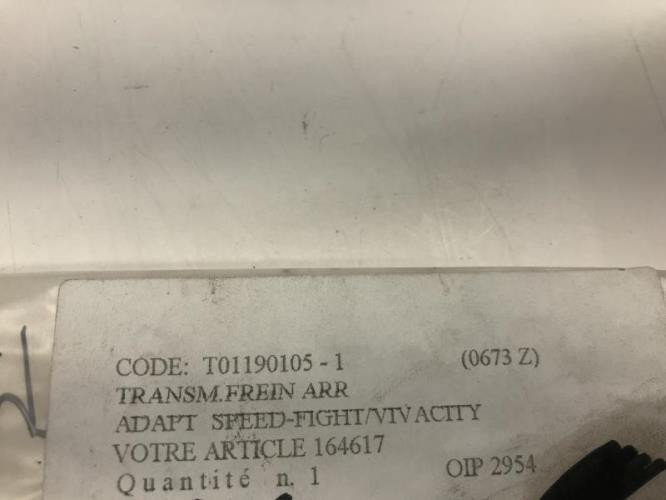 CODE: T01190105 - 1 (0673 Z)
TRANSM.FREIN ARR
ADAPT SPEED-FIGHT/VIVACITY
VOTRE ARTICLE 164617
Quantité n. 1 OIP 2954